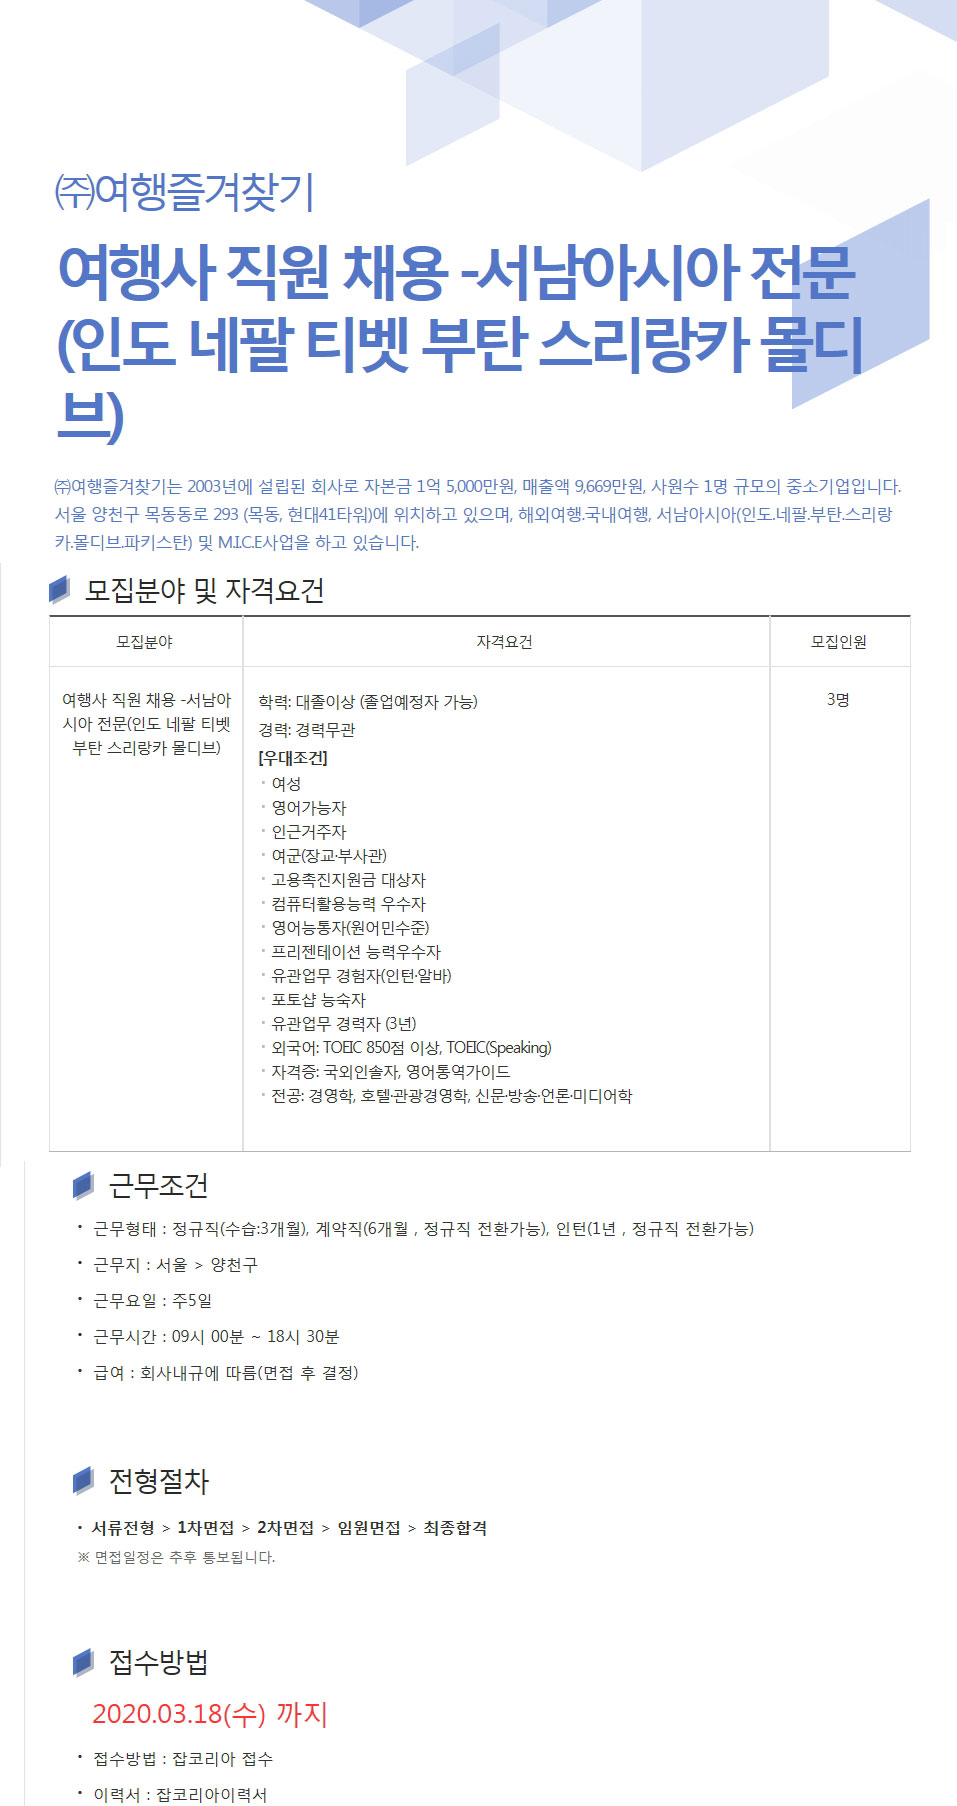 ㈜여행즐겨찾기
여행사 직원 채용 -서남아시아 전문
(인도 네팔 티벳 부탄 스리랑카 몰디
브)
㈜여행즐겨찾기는 2003년에 설립된 회사로 자본금 1억 5,000만원, 매출액 9,669만원, 사원수 1명 규모의 중소기업입니다.
서울 양천구 목동동로 293 (목동, 현대41타워)에 위치하고 있으며, 해외여행.국내여행, 서남아시아(인도.네팔.부탄.스리랑
카.몰디브.파키스탄) 및 M.I.C.E사업을 하고 있습니다.
모집분야 및 자격요건
모집분야 자격요건 모집인원
여행사 직원 채용 -서남아
시아 전문(인도 네팔 티벳
부탄 스리랑카 몰디브)
학력: 대졸이상 (졸업예정자 가능)
경력: 경력무관
[우대조건]
· 여성
· 영어가능자
· 인근거주자
· 여군(장교·부사관)
· 고용촉진지원금 대상자
· 컴퓨터활용능력 우수자
· 영어능통자(원어민수준)
· 프리젠테이션 능력우수자
· 유관업무 경험자(인턴·알바)
· 포토샵 능숙자
· 유관업무 경력자 (3년)
· 외국어: TOEIC 850점 이상, TOEIC(Speaking)
· 자격증: 국외인솔자, 영어통역가이드
· 전공: 경영학, 호텔·관광경영학, 신문·방송·언론·미디어학
3명
근무조건
· 근무형태 : 정규직(수습:3개월), 계약직(6개월 , 정규직 전환가능), 인턴(1년 , 정규직 전환가능)
· 근무지 : 서울 > 양천구
· 근무요일 : 주5일
· 근무시간 : 09시 00분 ~ 18시 30분
· 급여 : 회사내규에 따름(면접 후 결정)
전형절차
· 서류전형 > 1차면접 > 2차면접 > 임원면접 > 최종합격
※ 면접일정은 추후 통보됩니다.
접수방법
2020.03.18(수) 까지
· 접수방법 : 잡코리아 접수
· 이력서 : 잡코리아이력서